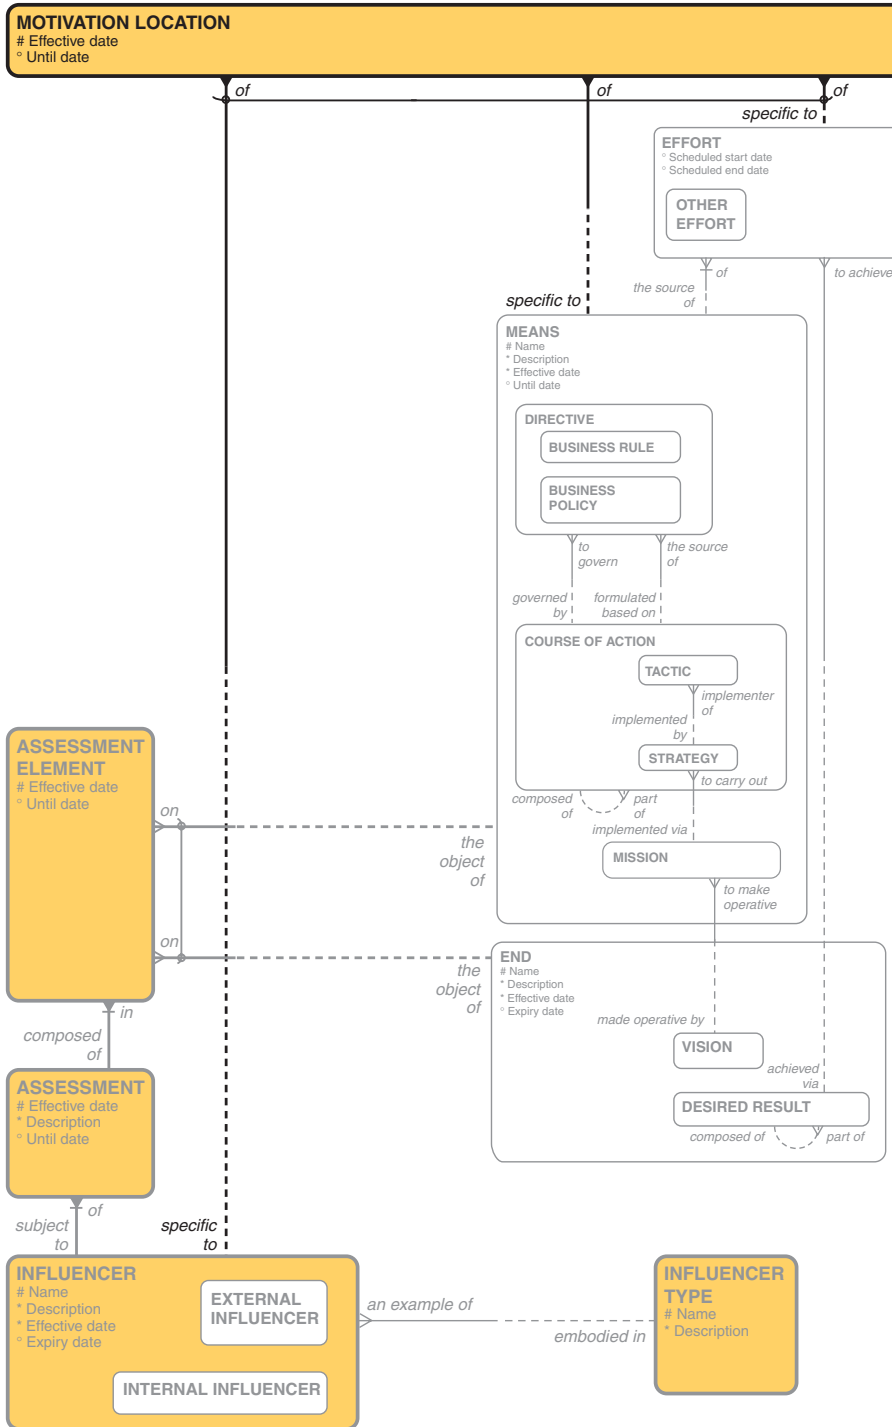 MOTIVATION LOCATION
# Effective date
° Until date
of
of
of
specific to
EFFORT
° Scheduled start date
° Scheduled end date
OTHER
EFFORT
of
to achieve
the source
of
specific to
MEANS
# Name
* Description
* Effective date
° Until date
DIRECTIVE
BUSINESS RULE
BUSINESS
POLICY
to
govern
the source
of
governed
by
formulated
based on
COURSE OF ACTION
TACTIC
implementer
of
implemented
by
STRATEGY
to carry out
composed
of
part
of
implemented via
MISSION
to make
operative
ASSESSMENT
ELEMENT
# Effective date
° Until date
on
the
object
of
on
the
object
of
END
# Name
* Description
* Effective date
° Expiry date
made operative by
VISION
achieved
via
DESIRED RESULT
composed of
part of
in
composed
of
ASSESSMENT
# Effective date
* Description
° Until date
of
subject
to
specific
to
INFLUENCER
# Name
* Description
* Effective date
° Expiry date
EXTERNAL
INFLUENCER
INTERNAL INFLUENCER
an example of
embodied in
INFLUENCER
TYPE
# Name
* Description